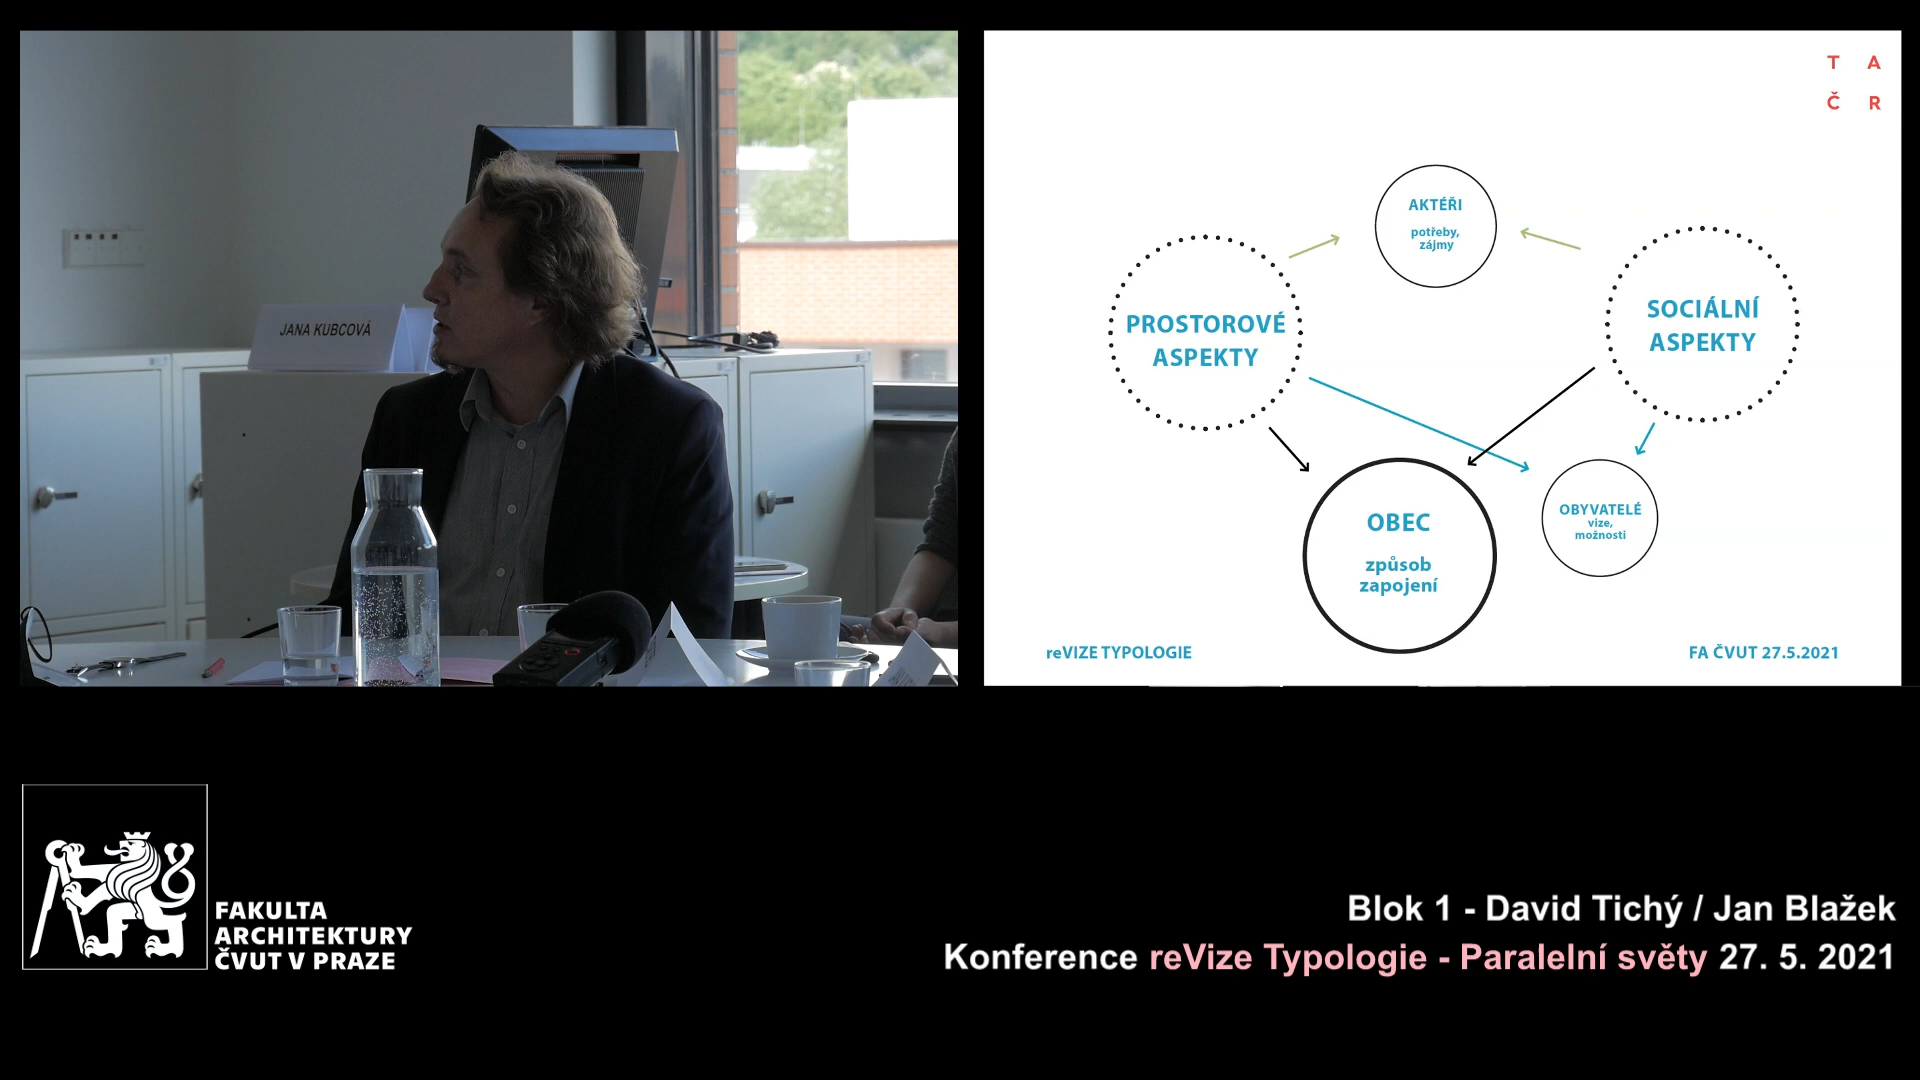 JANA KUBCOVÁ
T A
Č R
AKTÉŘI
potřeby,
zájmy
PROSTOROVÉ
ASPEKTY
SOCIÁLNÍ
ASPEKTY
OBEC
způsob
zapojení
OBYVATELÉ
vize,
možnosti
reVIZE TYPOLOGIE
FA ČVUT 27.5.2021
FAKULTA
ARCHITEKTURY
ČVUT V PRAZE
Blok 1 - David Tichý / Jan Blažek
Konference reVize Typologie - Paralelní světy 27. 5. 2021